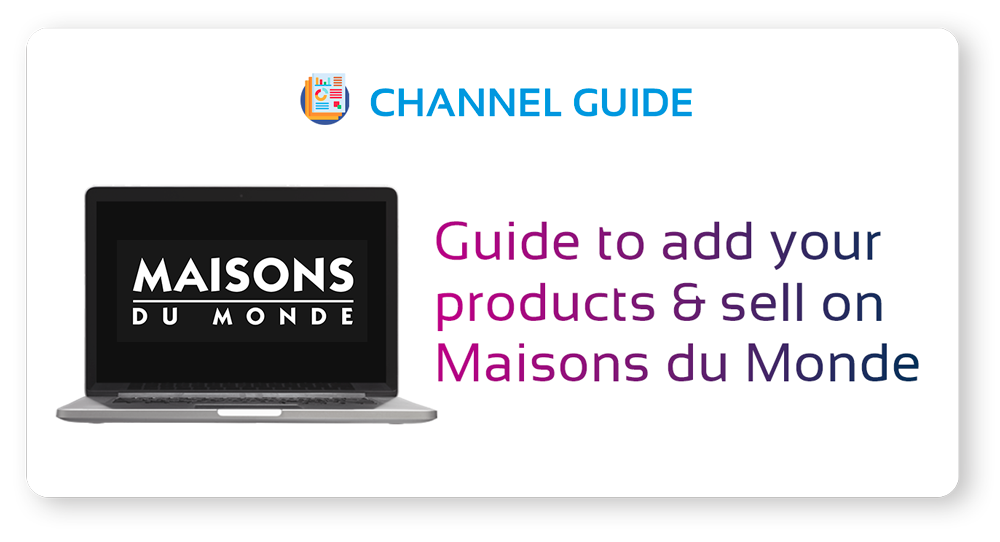 CHANNEL GUIDE
MAISONS
DU MONDE
Guide to add your
products & sell on
Maisons du Monde